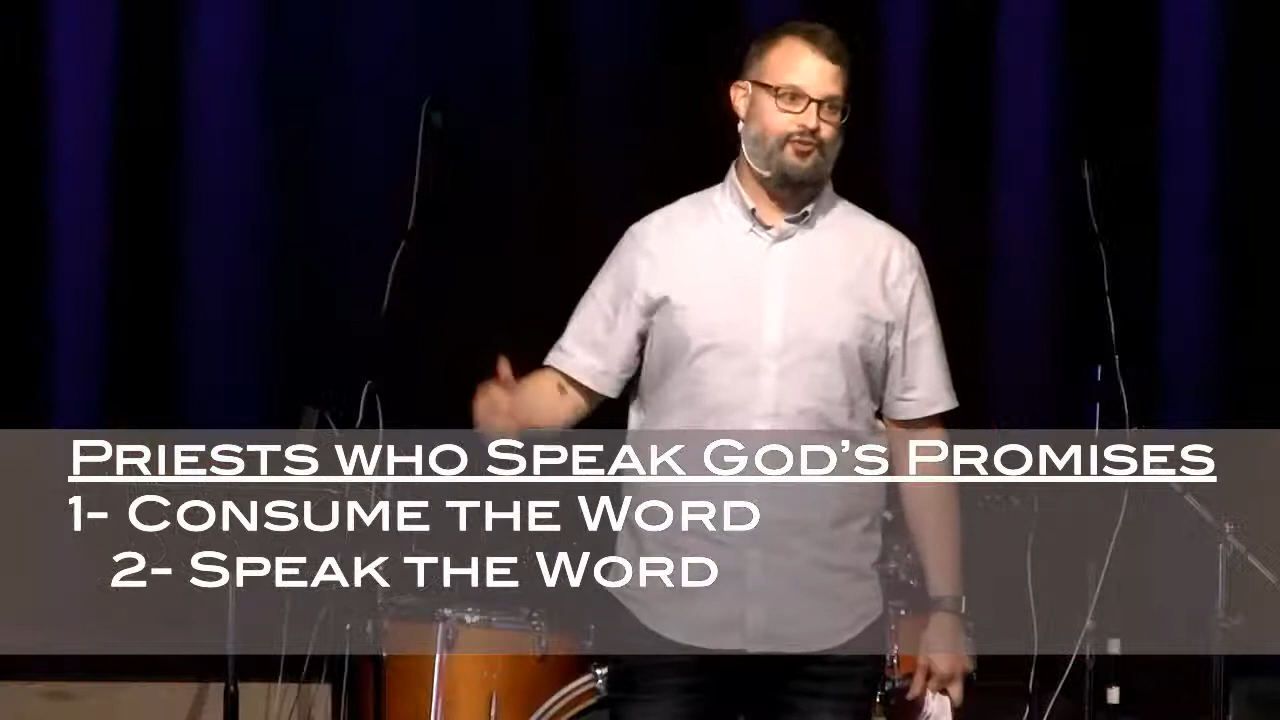 Priests who Speak God's Promises
1- Consume the Word
2- Speak the Word